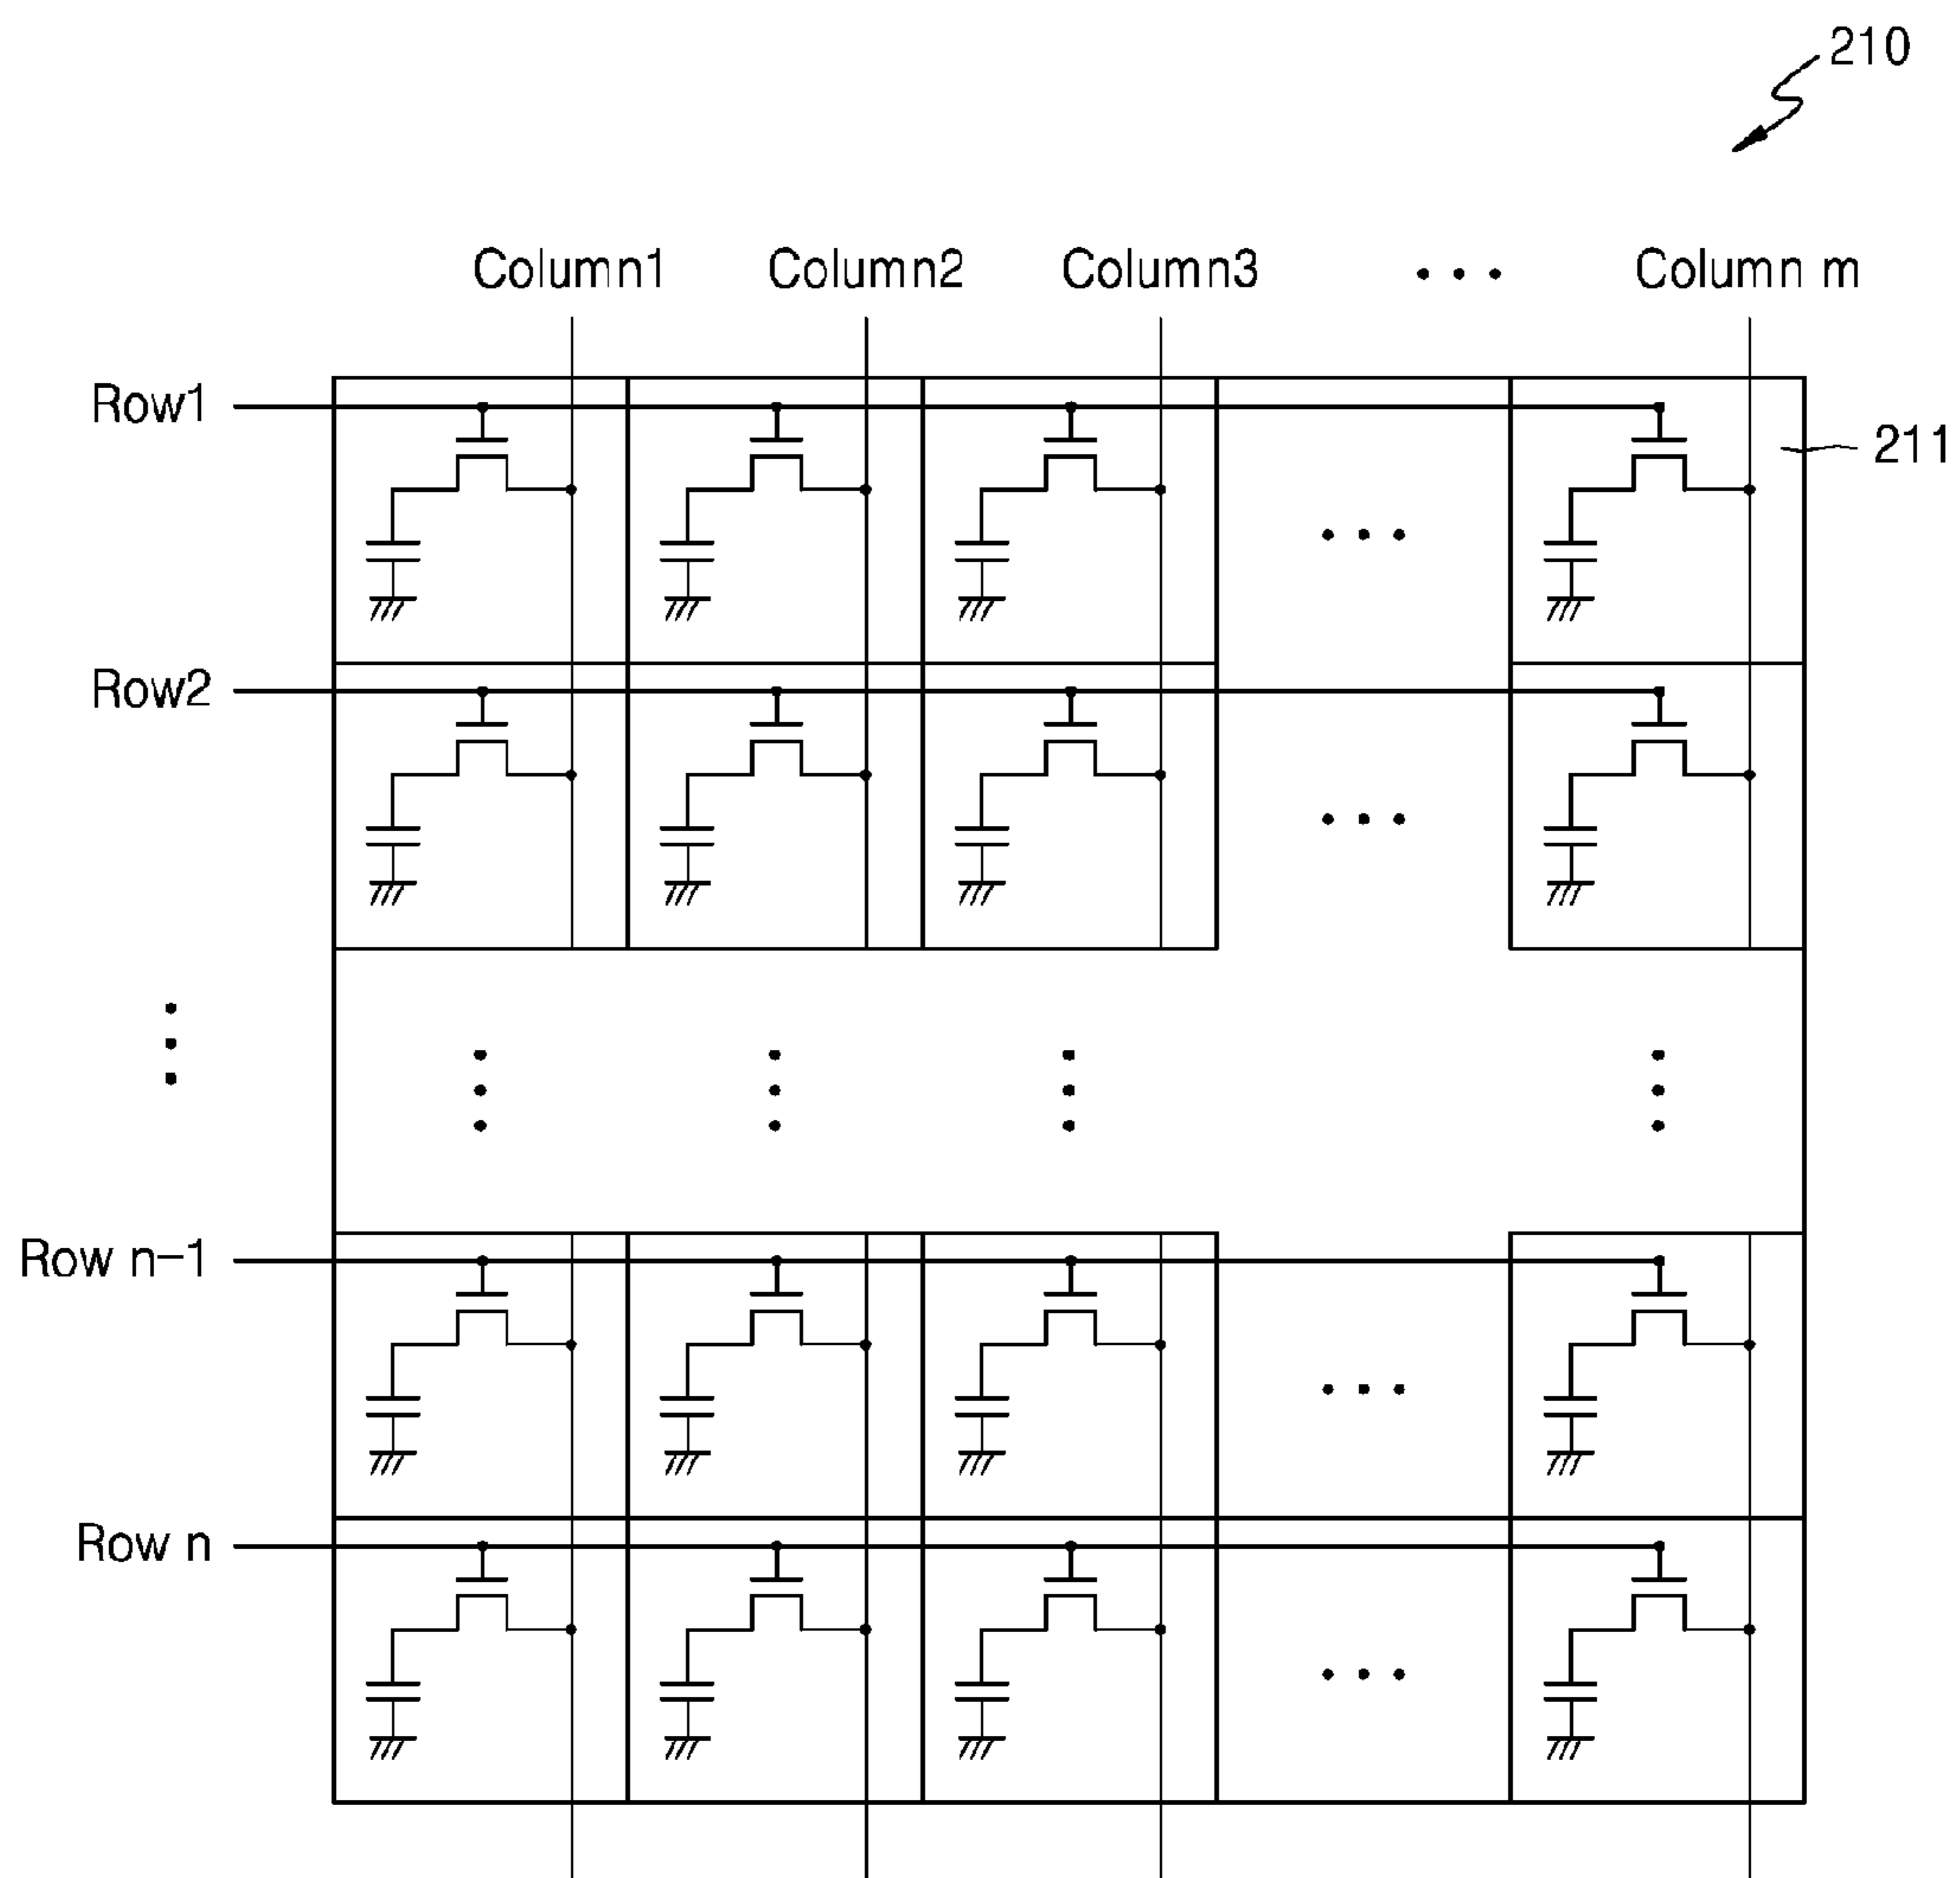 210
Column1 Column2 Column3 ··· Column m
Row1
211
Row2
Row n-1
Row n